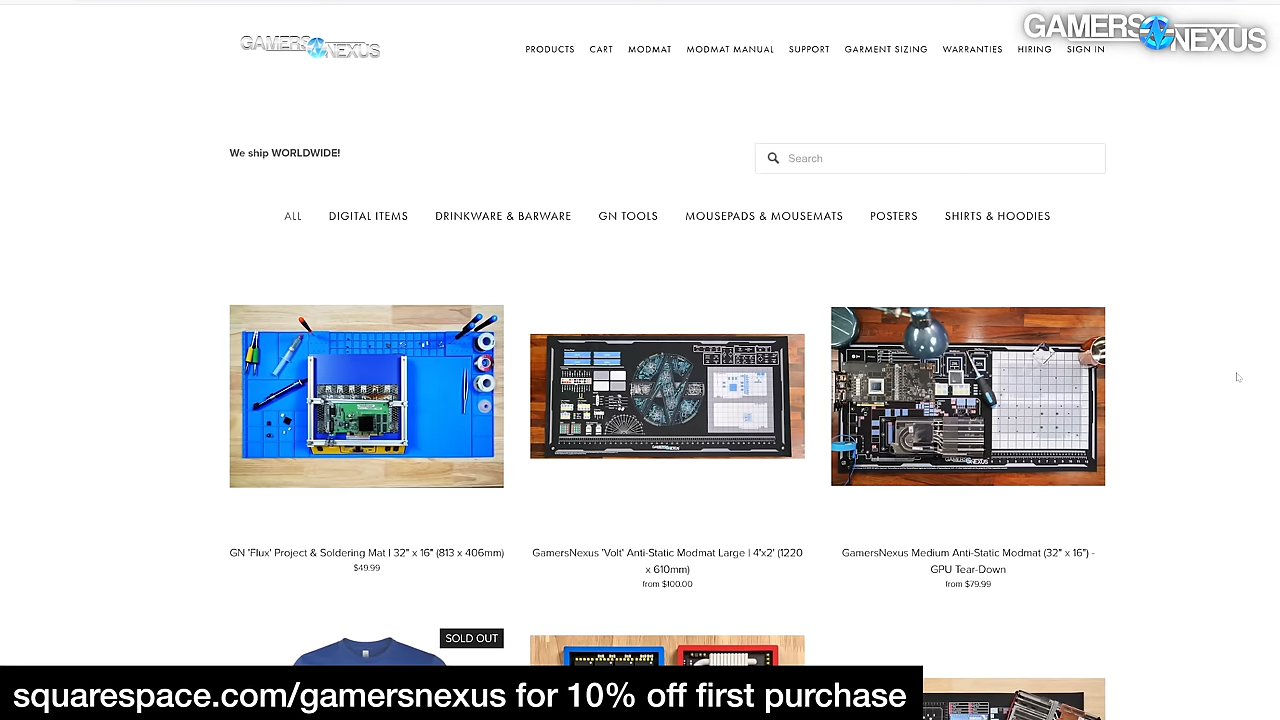 GAMERS NEXUS
GAMERS NEXUS
PRODUCTS CART MODMAT MODMAT MANUAL SUPPORT GARMENT SIZING WARRANTIES HIRING SIGN IN
We ship WORLDWIDE!
Search
ALL DIGITAL ITEMS DRINKWARE & BARWARE GN TOOLS MOUSEPADS & MOUSEMATS POSTERS SHIRTS & HOODIES
GAMERS NEXUS
GAMERS NEXUS
GN 'Flux' Project & Soldering Mat | 32" x 16" (813 x 406mm)
$49.99
GamersNexus 'Volt' Anti-Static Modmat Large | 4'x2' (1220
x 610mm)
from $100.00
GamersNexus Medium Anti-Static Modmat (32" x 16") -
GPU Tear-Down
from $79.99
SOLD OUT
squarespace.com/gamersnexus for 10% off first purchase